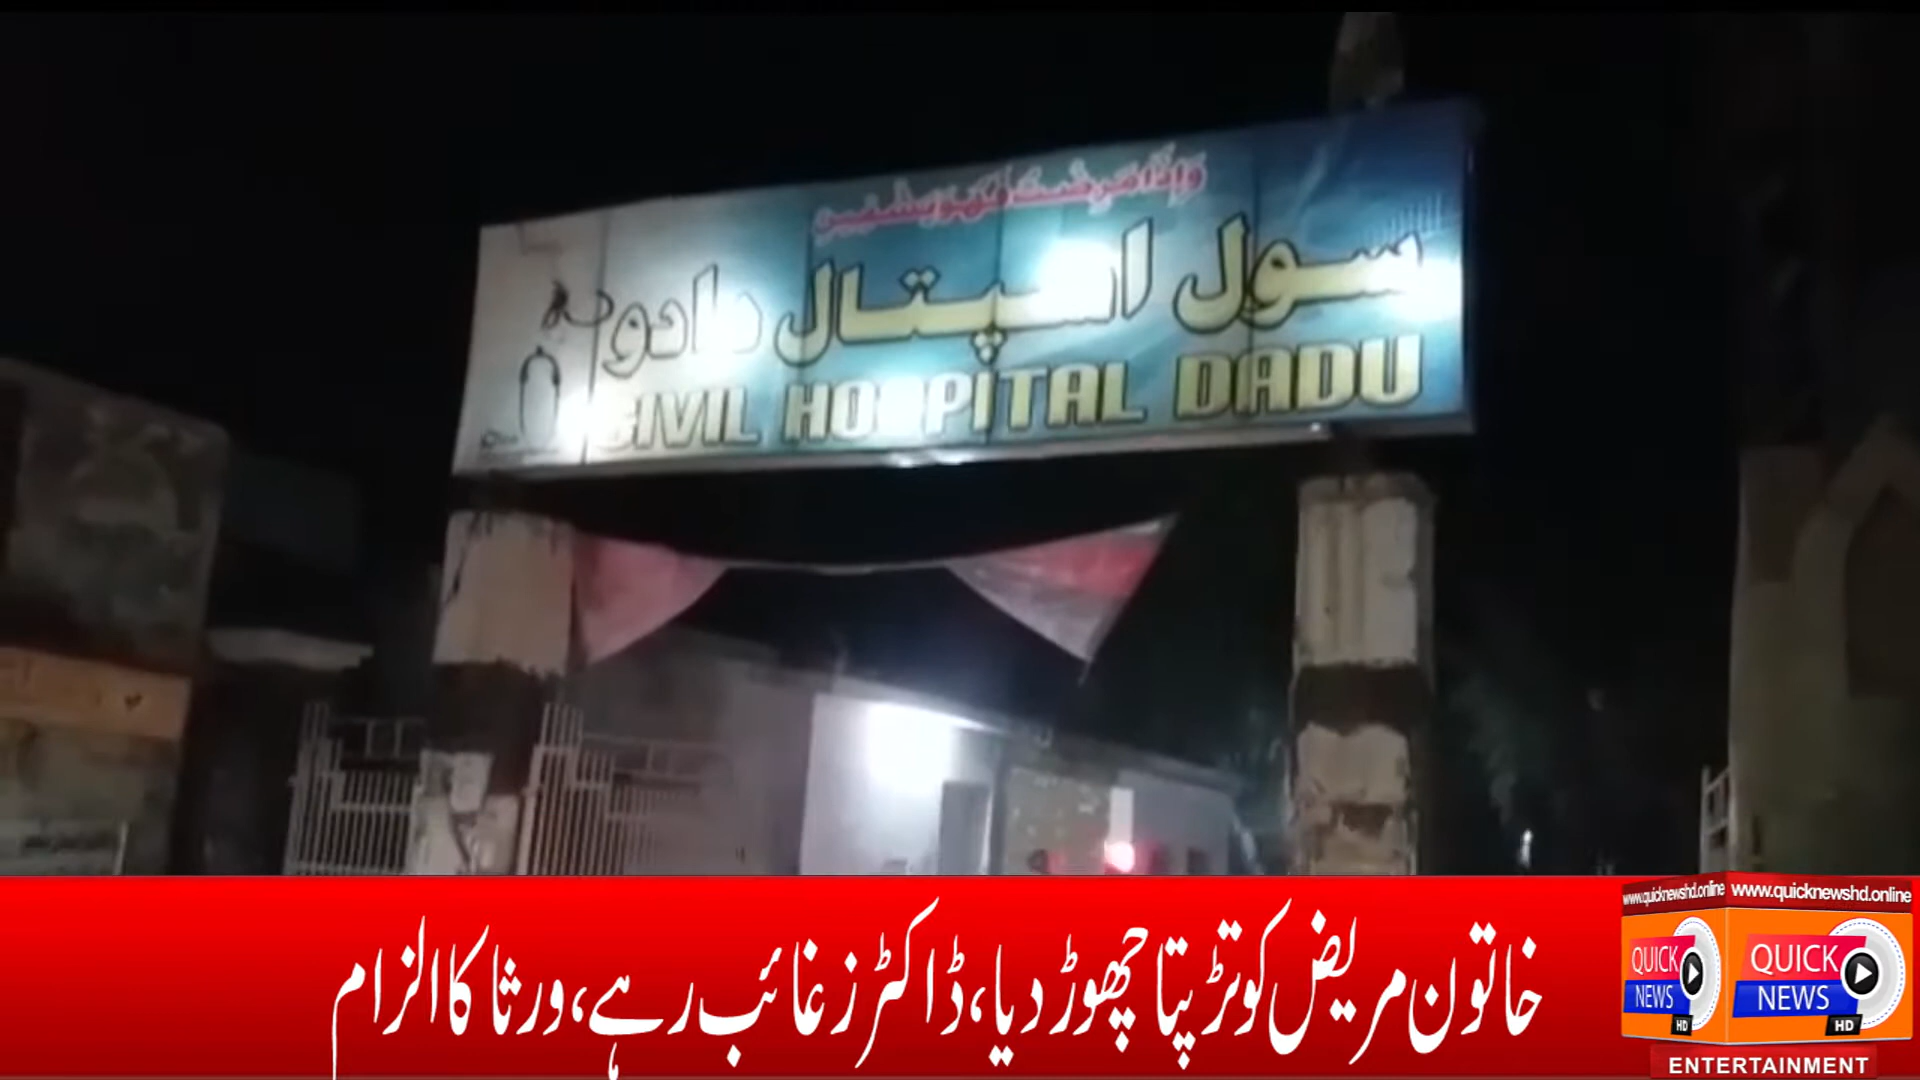 سول اسپتال دادو
CIVIL HOSPITAL DADU
خاتون مریض کو تڑپتا چھوڑ دیا، ڈاکٹرز غائب رہے، ورثا کا الزام
www.quicknewshd.online www.quicknewshd.online
QUICK NEWS HD
QUICK NEWS HD
ENTERTAINMENT